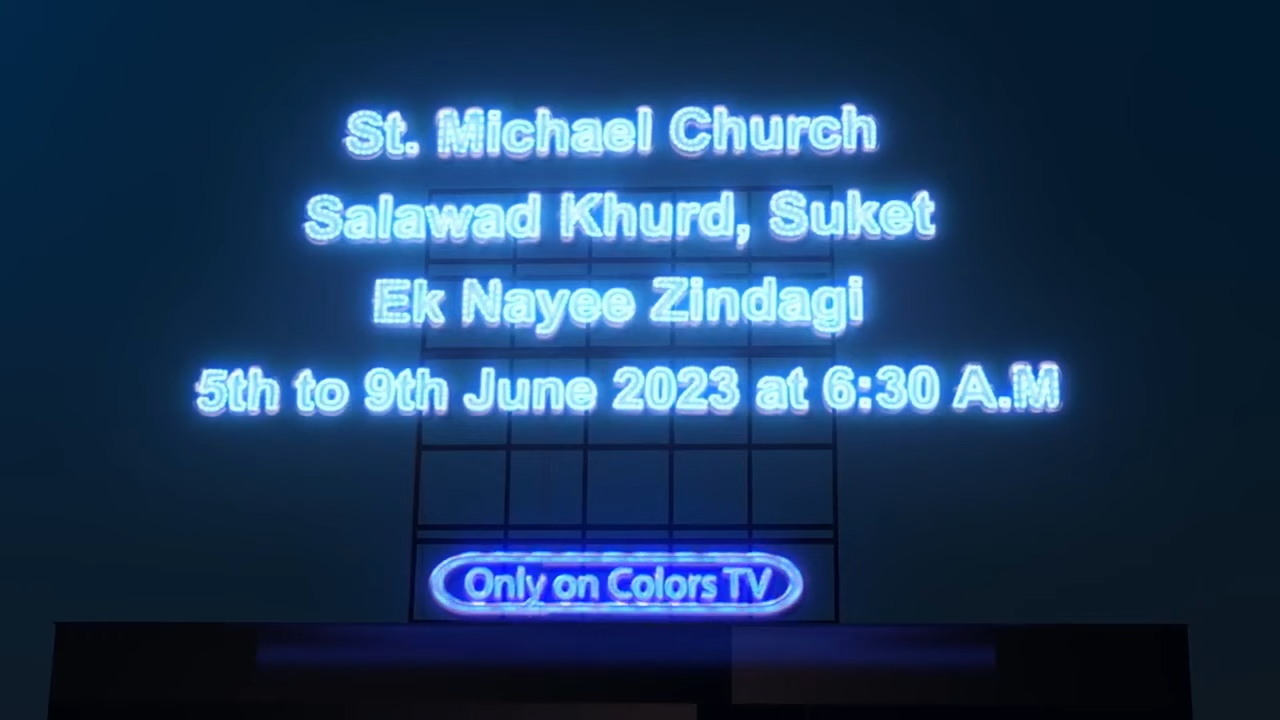 St. Michael Church
Salawad Khurd, Suket
Ek Nayee Zindagi
5th to 9th June 2023 at 6:30 A.M
Only on Colors TV